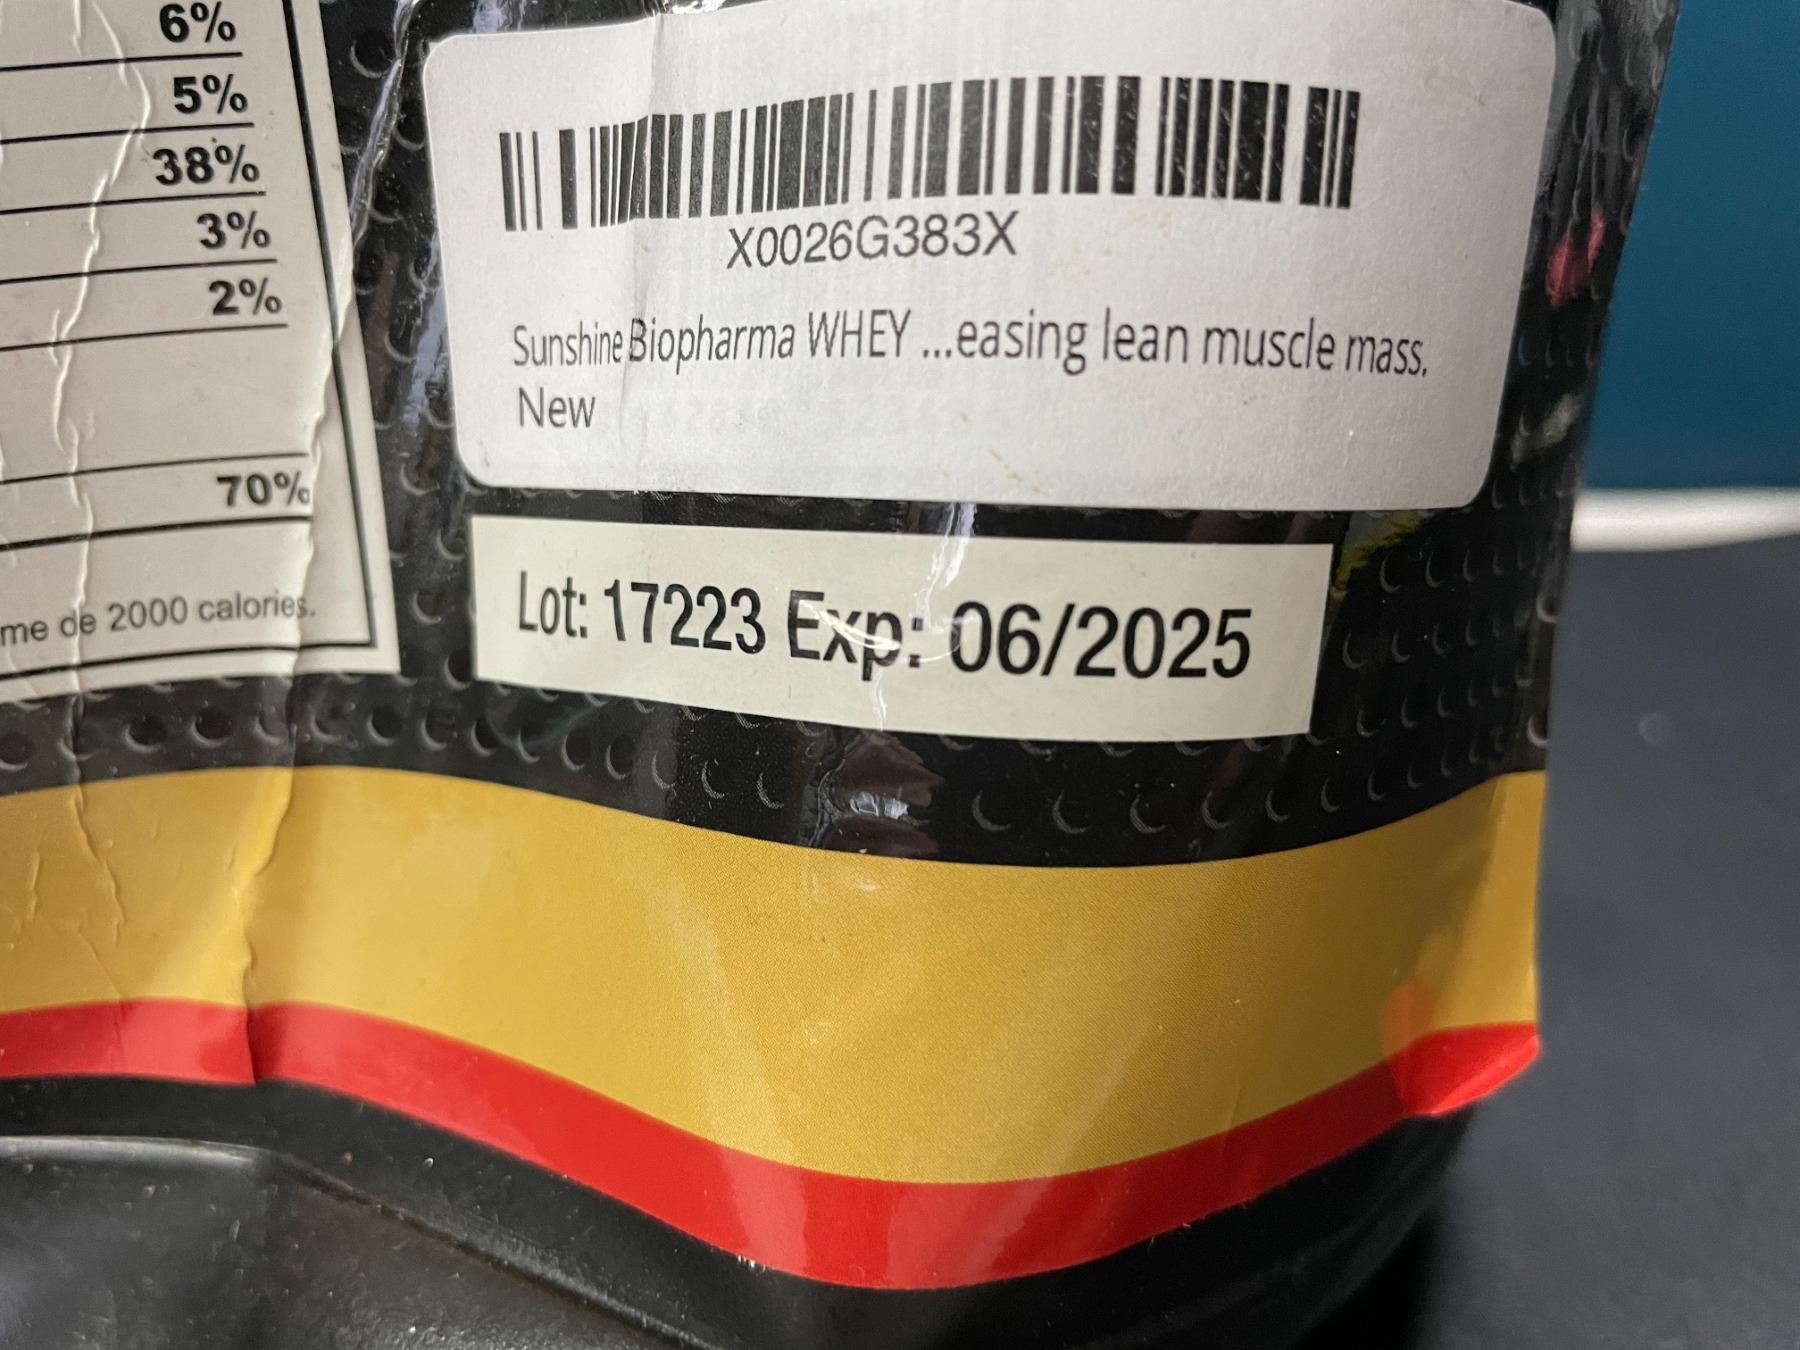 6%
5%
38%
3%
2%
70%
me de 2000 calories.
X0026G383X
Sunshine Biopharma WHEY ...easing lean muscle mass.
New
Lot: 17223 Exp: 06/2025